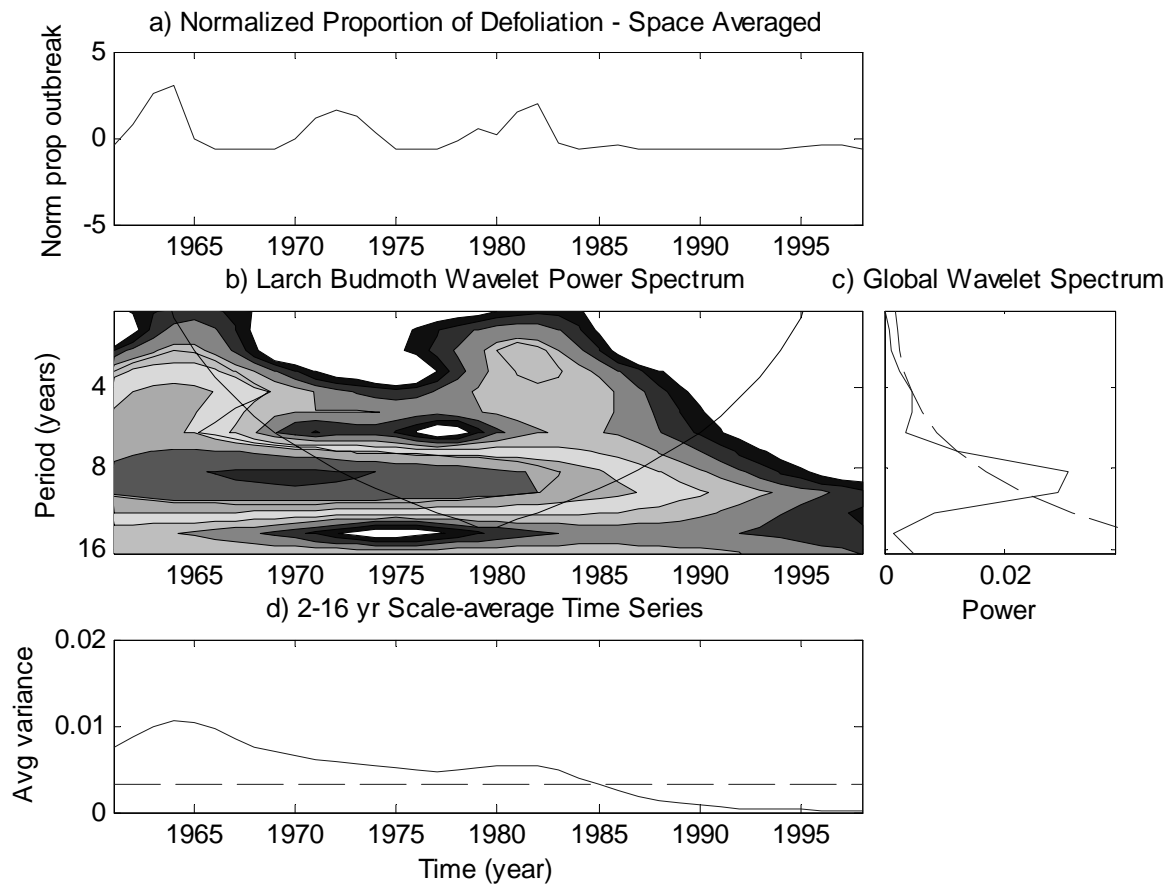 a) Normalized Proportion of Defoliation - Space Averaged
Norm prop outbreak
5
0
-5
1965 1970 1975 1980 1985 1990 1995
b) Larch Budmoth Wavelet Power Spectrum
c) Global Wavelet Spectrum
Period (years)
4
8
16
1965 1970 1975 1980 1985 1990 1995
0 0.02
Power
d) 2-16 yr Scale-average Time Series
Avg variance
0.02
0.01
0
1965 1970 1975 1980 1985 1990 1995
Time (year)